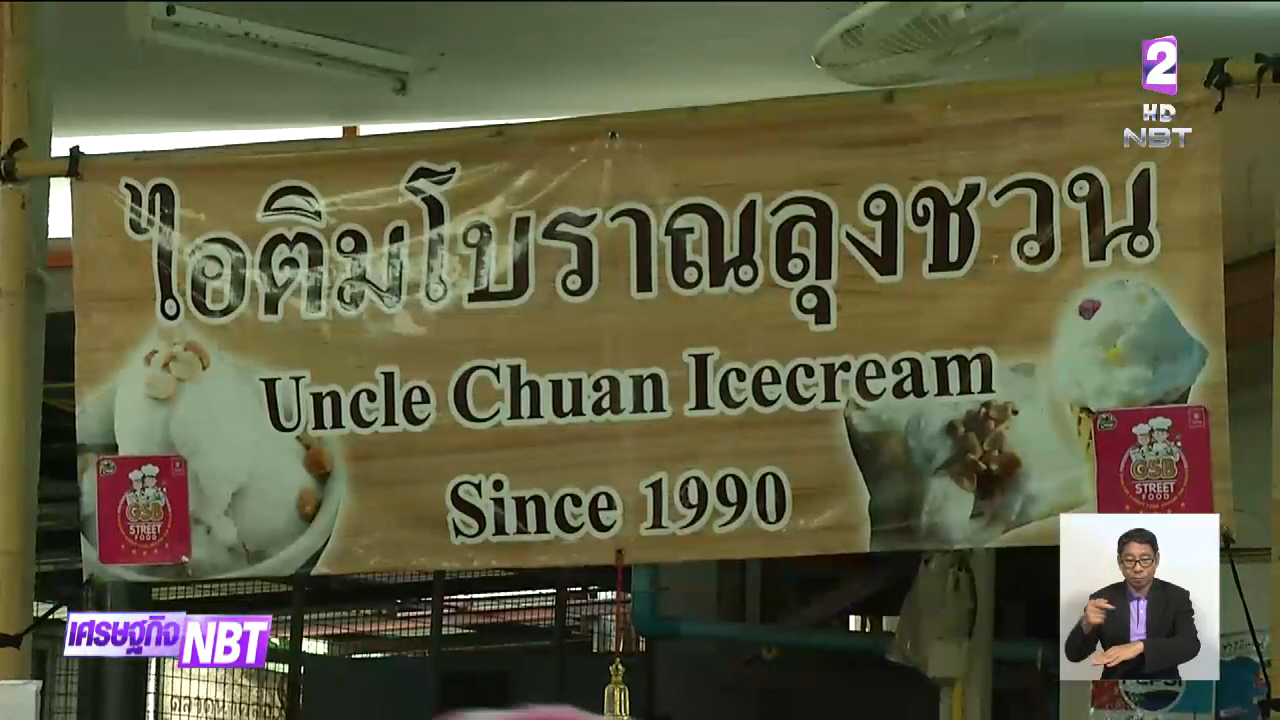 2
HD
NBT
ไอติมโบราณลุงชวน
Uncle Chuan Icecream
Since 1990
GSB
STREET
FOOD
GSB
STREET
FOOD
เศรษฐกิจ
NBT
PEPSI